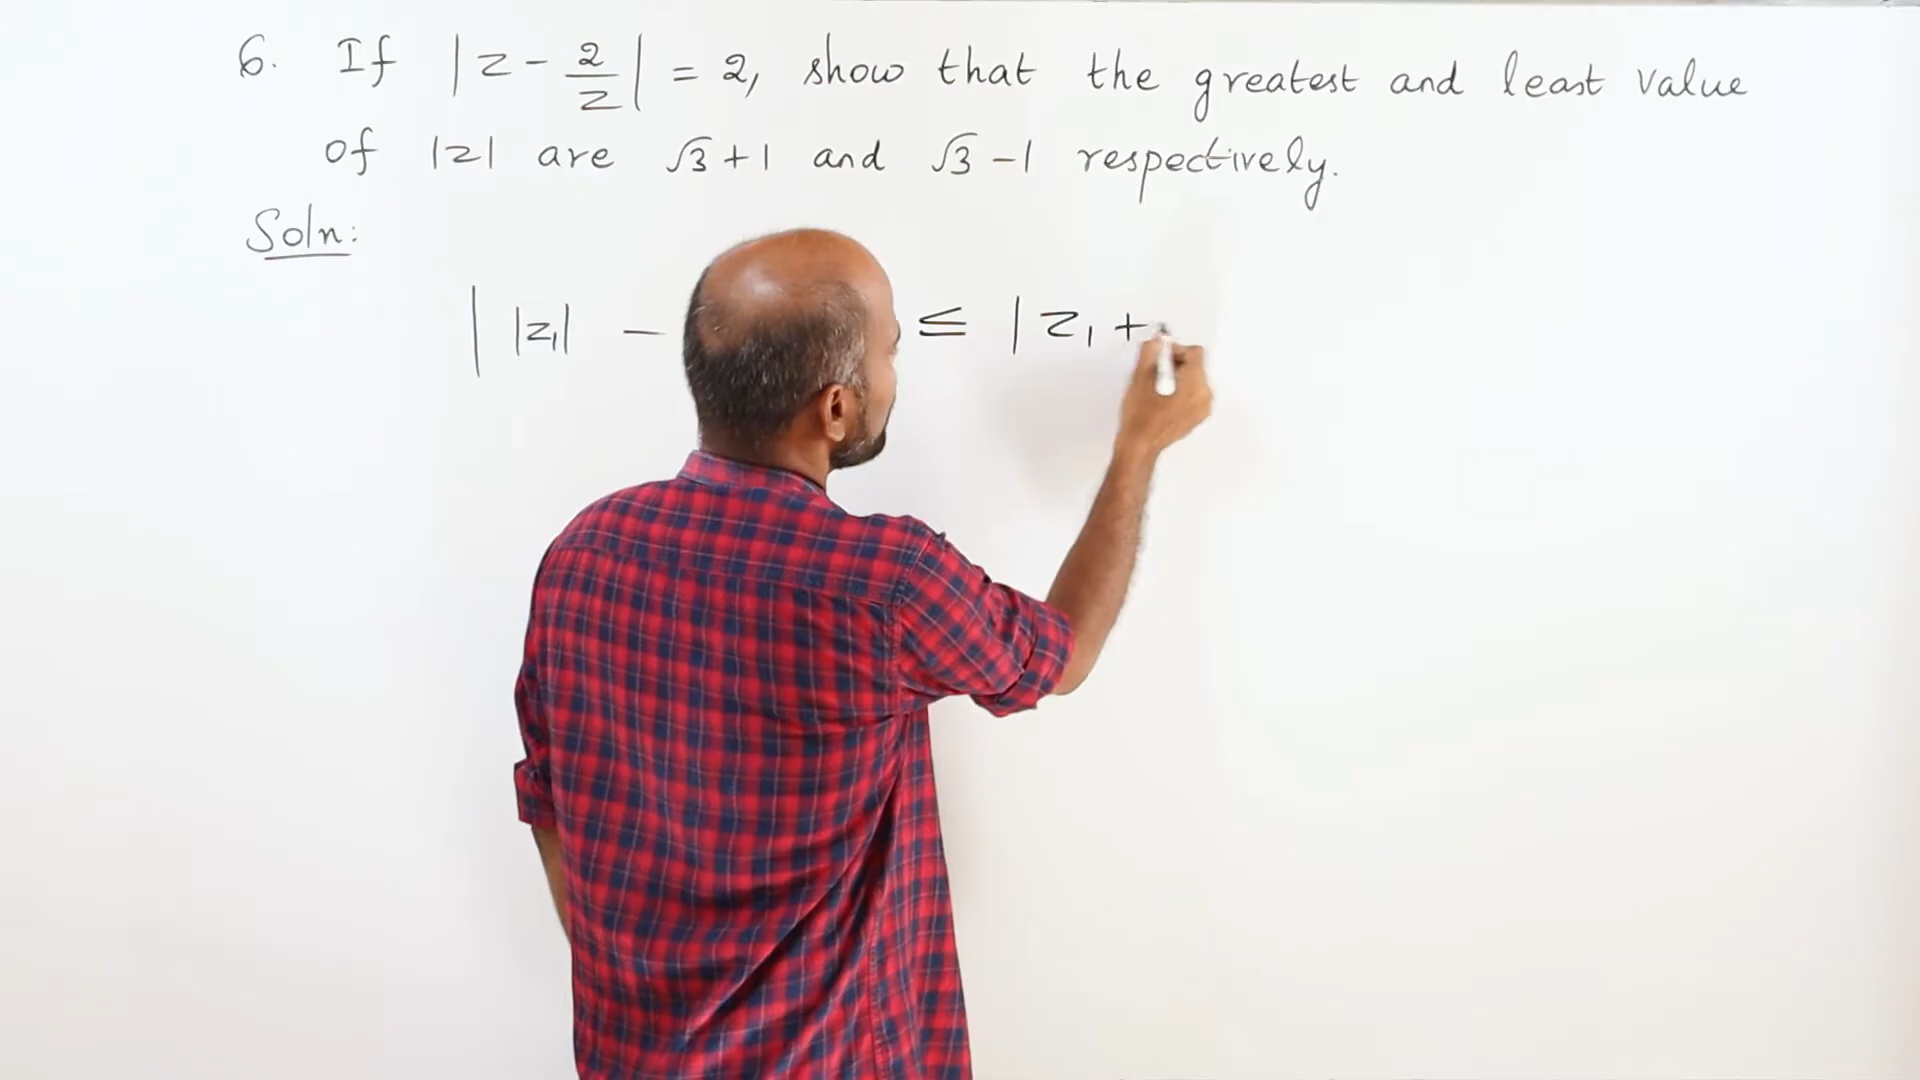 6. If |z - 2/z| = 2, show that the greatest and least value
of |z| are √3+1 and √3-1 respectively.
Soln:
| |z₁| - ≤ |z₁ +